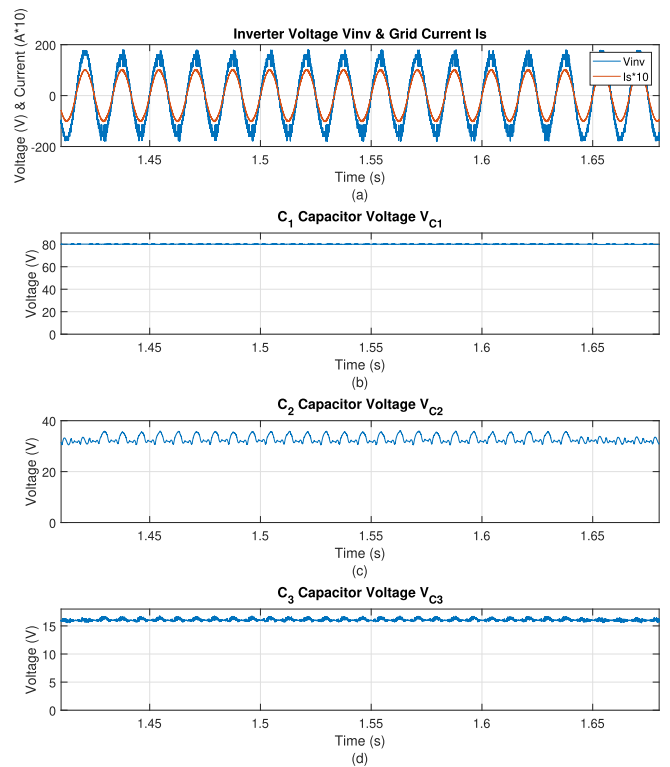 Inverter Voltage Vinv & Grid Current Is
Voltage (V) & Current (A*10)
200
0
-200
Vinv
Is*10
1.45 1.5 1.55 1.6 1.65
Time (s)
(a)
C1 Capacitor Voltage VC1
Voltage (V)
80
60
40
20
0
1.45 1.5 1.55 1.6 1.65
Time (s)
(b)
C2 Capacitor Voltage VC2
Voltage (V)
40
20
0
1.45 1.5 1.55 1.6 1.65
Time (s)
(c)
C3 Capacitor Voltage VC3
Voltage (V)
15
10
5
0
1.45 1.5 1.55 1.6 1.65
Time (s)
(d)